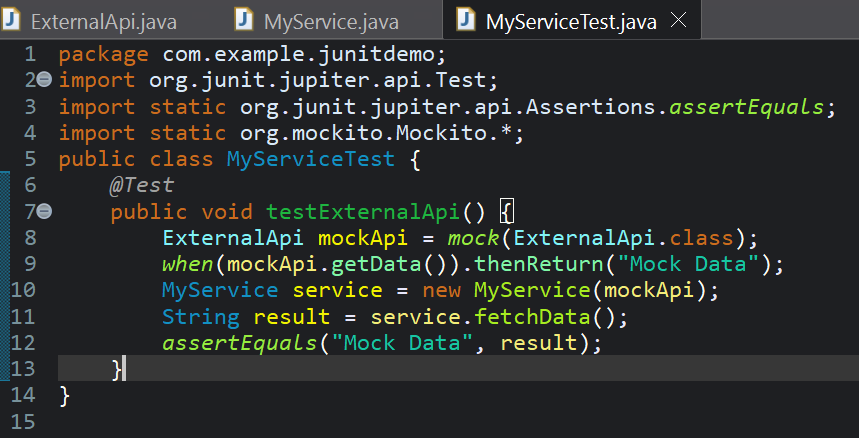 ExternalApi.java MyService.java MyServiceTest.java
1 package com.example.junitdemo;
2 import org.junit.jupiter.api.Test;
3 import static org.junit.jupiter.api.Assertions.assertEquals;
4 import static org.mockito.Mockito.*;
5 public class MyServiceTest {
6 @Test
7 public void testExternalApi() {
8 ExternalApi mockApi = mock(ExternalApi.class);
9 when(mockApi.getData()).thenReturn("Mock Data");
10 MyService service = new MyService(mockApi);
11 String result = service.fetchData();
12 assertEquals("Mock Data", result);
13 }
14 }
15